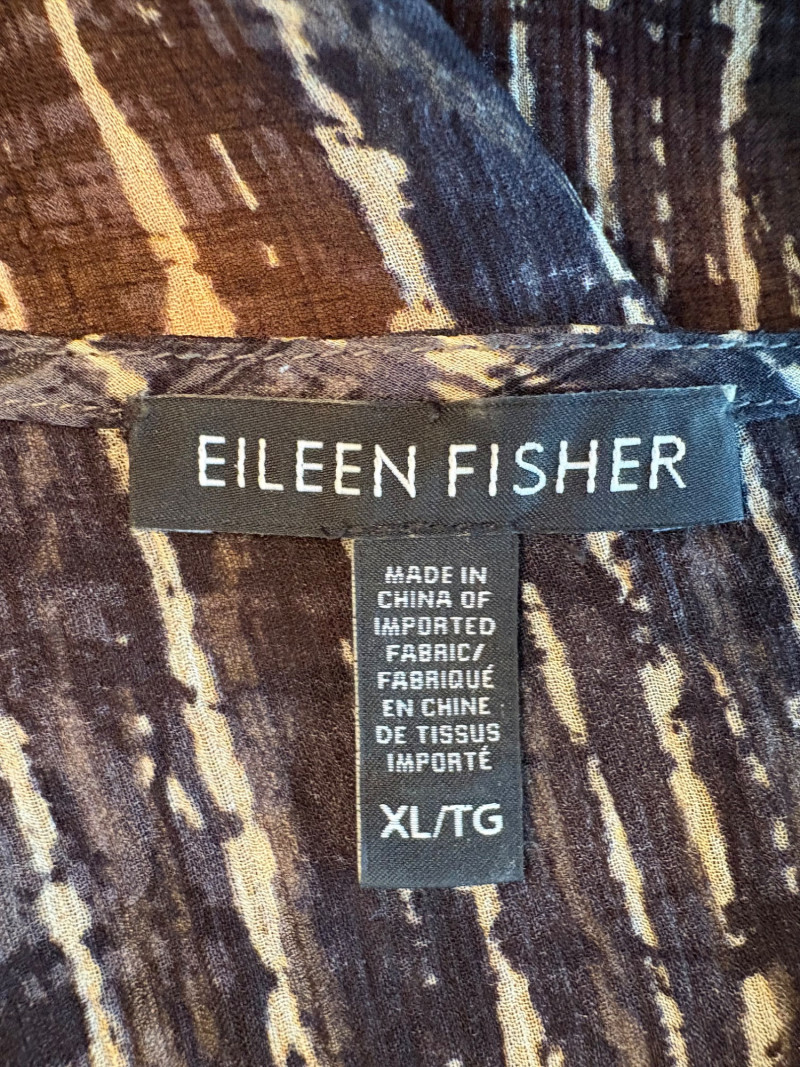 EILEEN FISHER
MADE IN
CHINA OF
IMPORTED
FABRIC/
FABRIQUÉ
EN CHINE
DE TISSUS
IMPORTÉ
XL/TG